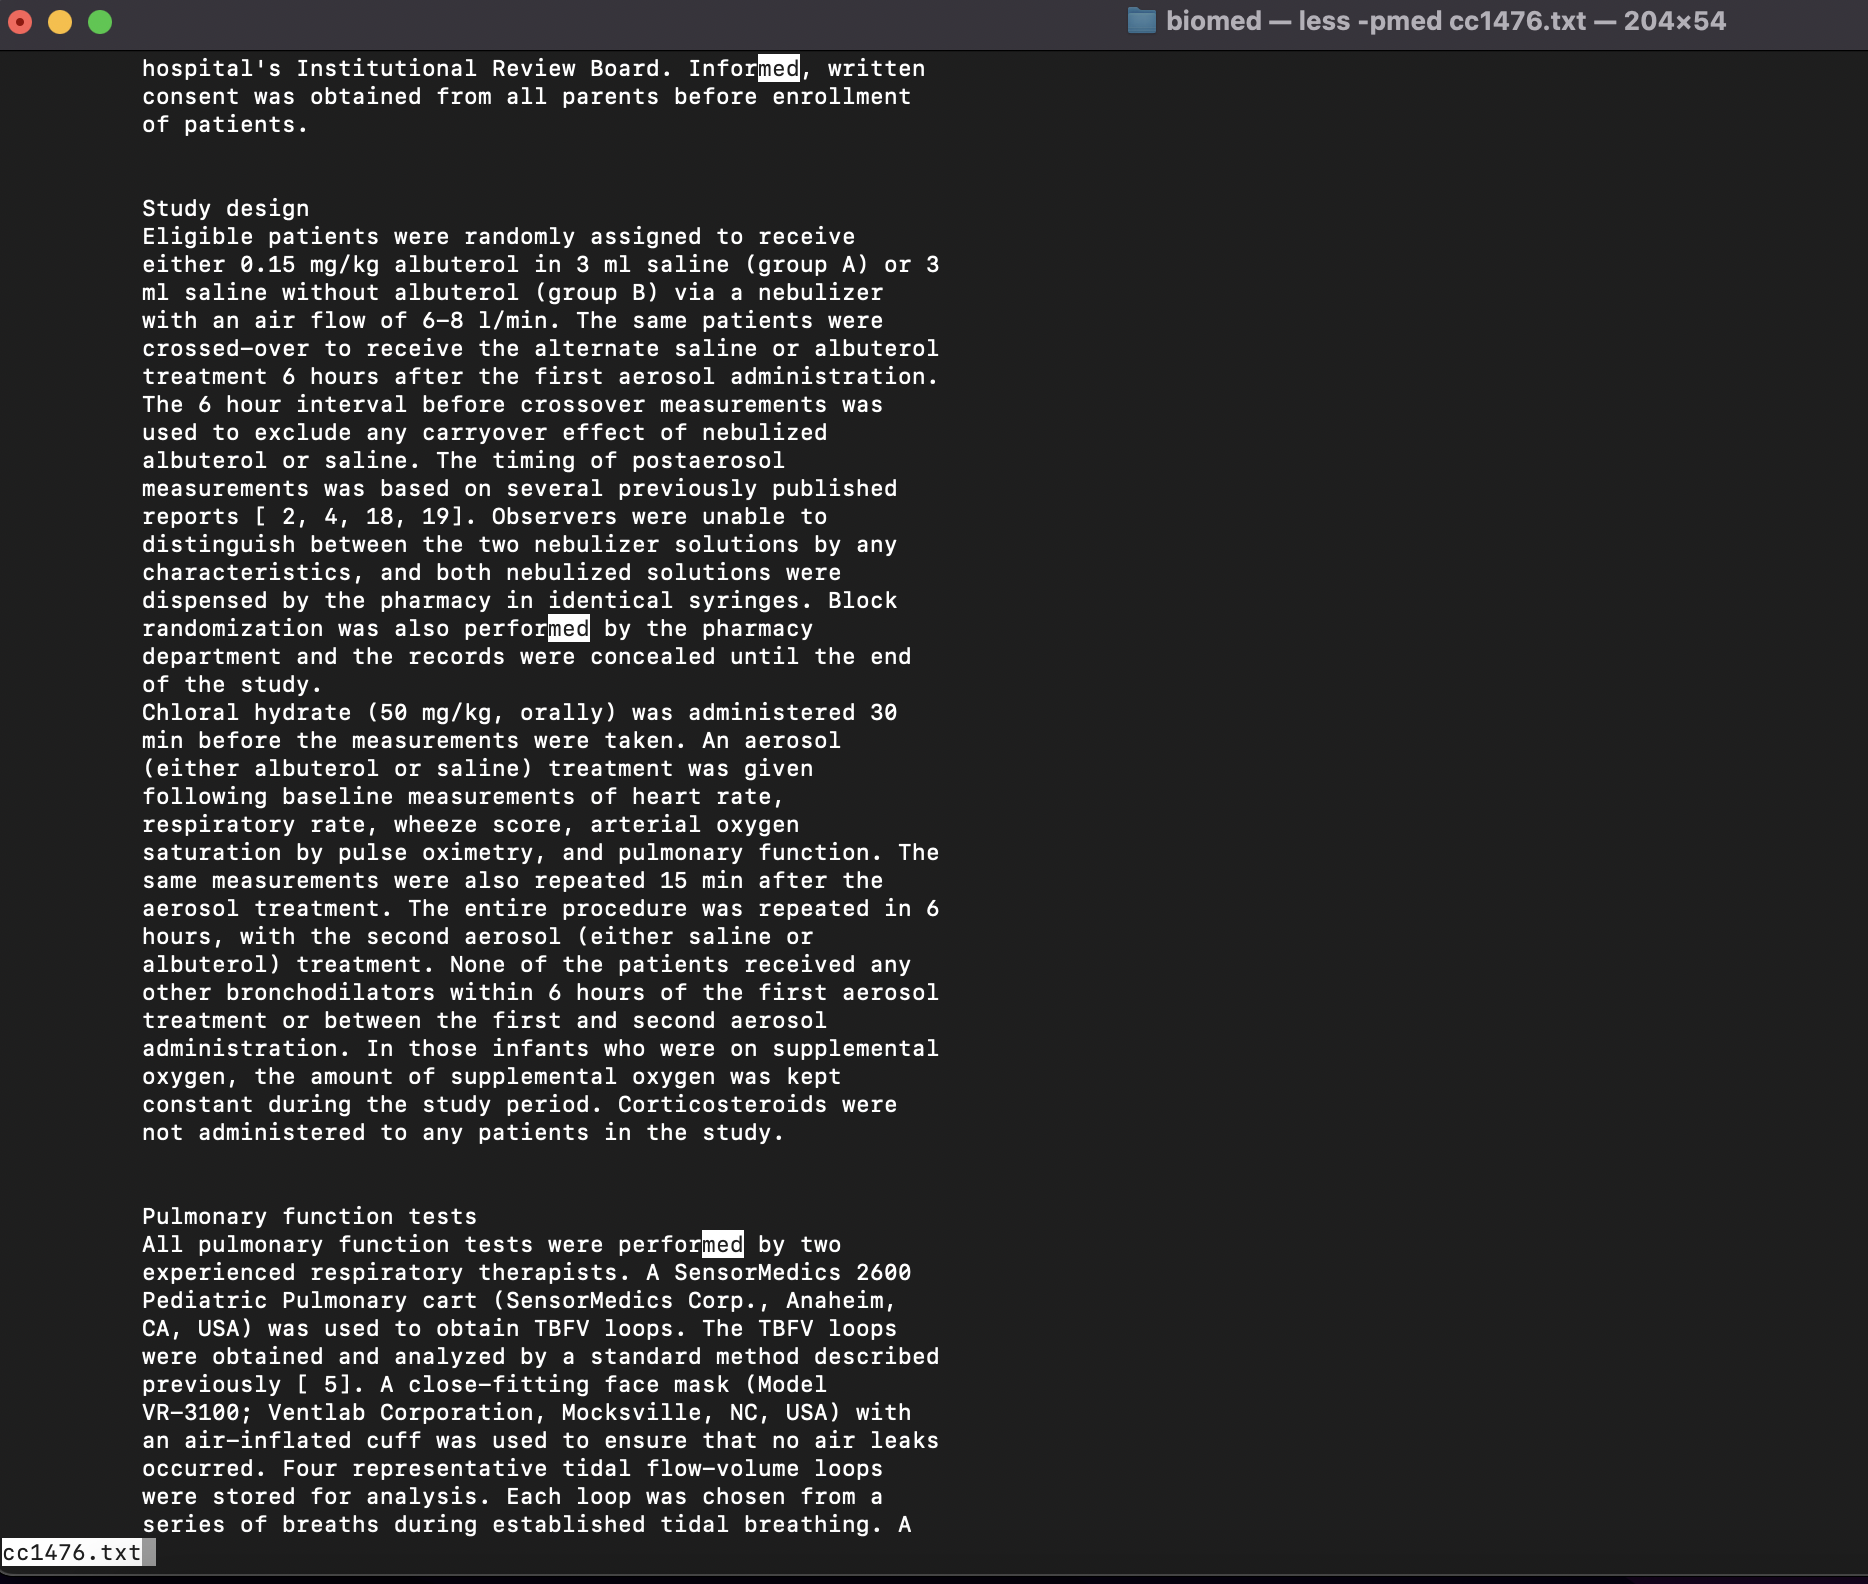 biomed — less -pmed cc1476.txt — 204×54
hospital's Institutional Review Board. Informed, written
consent was obtained from all parents before enrollment
of patients.
Study design
Eligible patients were randomly assigned to receive
either 0.15 mg/kg albuterol in 3 ml saline (group A) or 3
ml saline without albuterol (group B) via a nebulizer
with an air flow of 6-8 l/min. The same patients were
crossed-over to receive the alternate saline or albuterol
treatment 6 hours after the first aerosol administration.
The 6 hour interval before crossover measurements was
used to exclude any carryover effect of nebulized
albuterol or saline. The timing of postaerosol
measurements was based on several previously published
reports [ 2, 4, 18, 19]. Observers were unable to
distinguish between the two nebulizer solutions by any
characteristics, and both nebulized solutions were
dispensed by the pharmacy in identical syringes. Block
randomization was also performed by the pharmacy
department and the records were concealed until the end
of the study.
Chloral hydrate (50 mg/kg, orally) was administered 30
min before the measurements were taken. An aerosol
(either albuterol or saline) treatment was given
following baseline measurements of heart rate,
respiratory rate, wheeze score, arterial oxygen
saturation by pulse oximetry, and pulmonary function. The
same measurements were also repeated 15 min after the
aerosol treatment. The entire procedure was repeated in 6
hours, with the second aerosol (either saline or
albuterol) treatment. None of the patients received any
other bronchodilators within 6 hours of the first aerosol
treatment or between the first and second aerosol
administration. In those infants who were on supplemental
oxygen, the amount of supplemental oxygen was kept
constant during the study period. Corticosteroids were
not administered to any patients in the study.
Pulmonary function tests
All pulmonary function tests were performed by two
experienced respiratory therapists. A SensorMedics 2600
Pediatric Pulmonary cart (SensorMedics Corp., Anaheim,
CA, USA) was used to obtain TBFV loops. The TBFV loops
were obtained and analyzed by a standard method described
previously [ 5]. A close-fitting face mask (Model
VR-3100; Ventlab Corporation, Mocksville, NC, USA) with
an air-inflated cuff was used to ensure that no air leaks
occurred. Four representative tidal flow-volume loops
were stored for analysis. Each loop was chosen from a
series of breaths during established tidal breathing. A
cc1476.txt